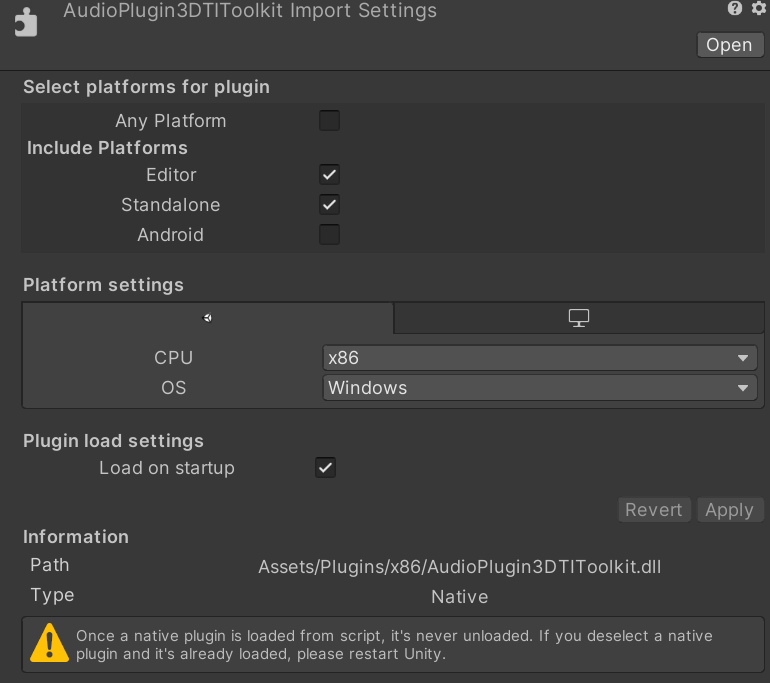 AudioPlugin3DTIToolkit Import Settings
Open
Select platforms for plugin
Any Platform
Include Platforms
Editor
Standalone
Android
Platform settings
CPU x86
OS Windows
Plugin load settings
Load on startup
Revert Apply
Information
Path Assets/Plugins/x86/AudioPlugin3DTIToolkit.dll
Type Native
Once a native plugin is loaded from script, it's never unloaded. If you deselect a native
plugin and it's already loaded, please restart Unity.